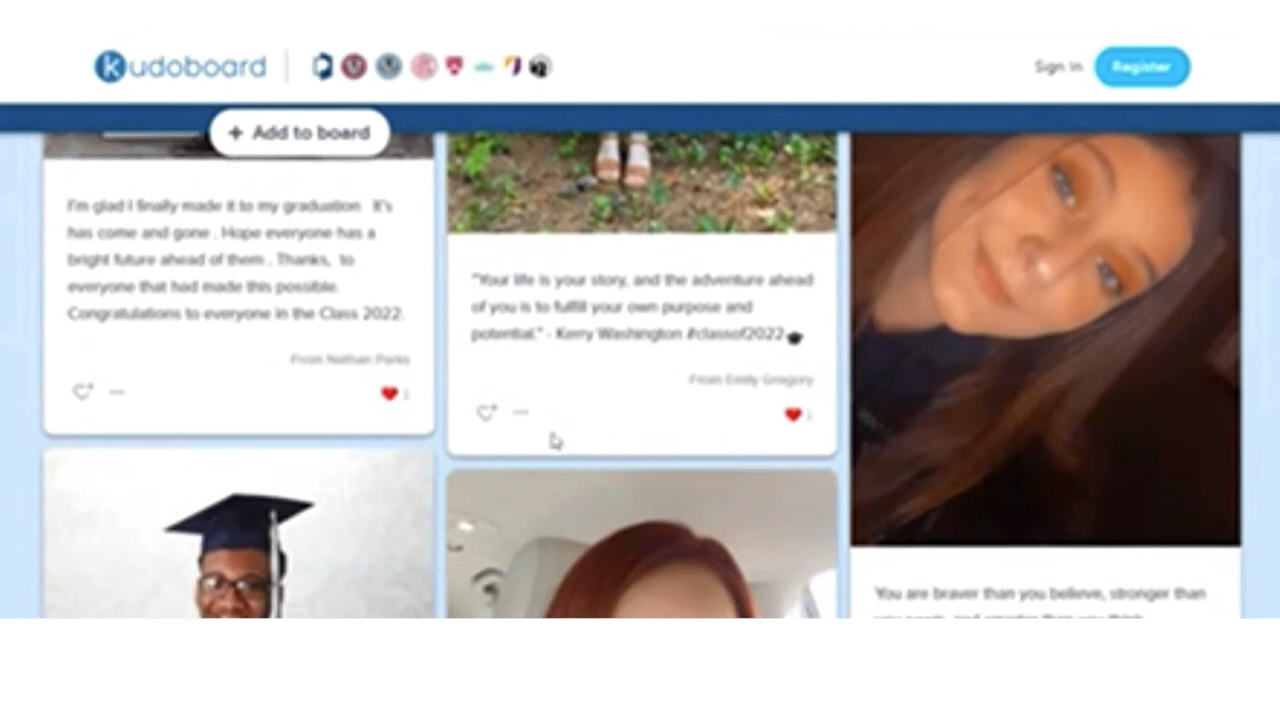 kudoboard
Sign In
Register
+ Add to board
I'm glad I finally made it to my graduation It's
has come and gone . Hope everyone has a
bright future ahead of them . Thanks, to
everyone that had made this possible.
Congratulations to everyone in the Class 2022.
From Nathan Parks
"Your life is your story, and the adventure ahead
of you is to fulfill your own purpose and
potential." - Kerry Washington #classof2022
From Emily Gregory
You are braver than you believe, stronger than